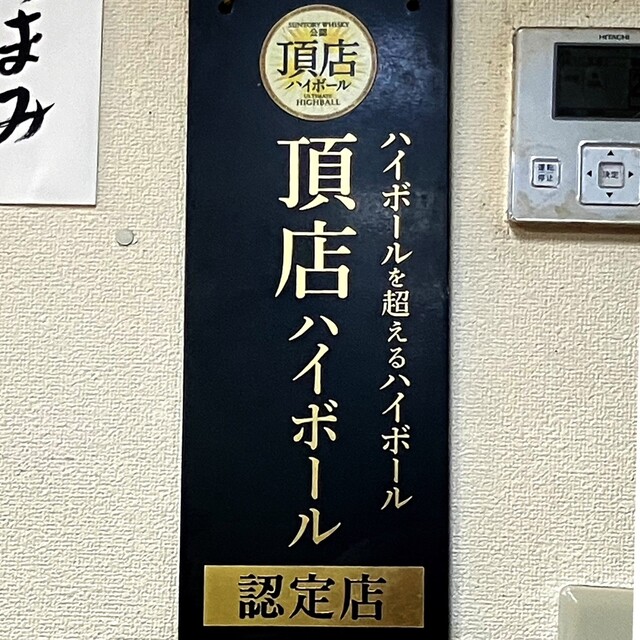 SUNTORY WHISKY
公認
頂店
ハイボール
ULTIMATE
HIGHBALL
ハイボールを超えるハイボール
頂店ハイボール
認定店
まみ
HITACHI
運転
停止
決定